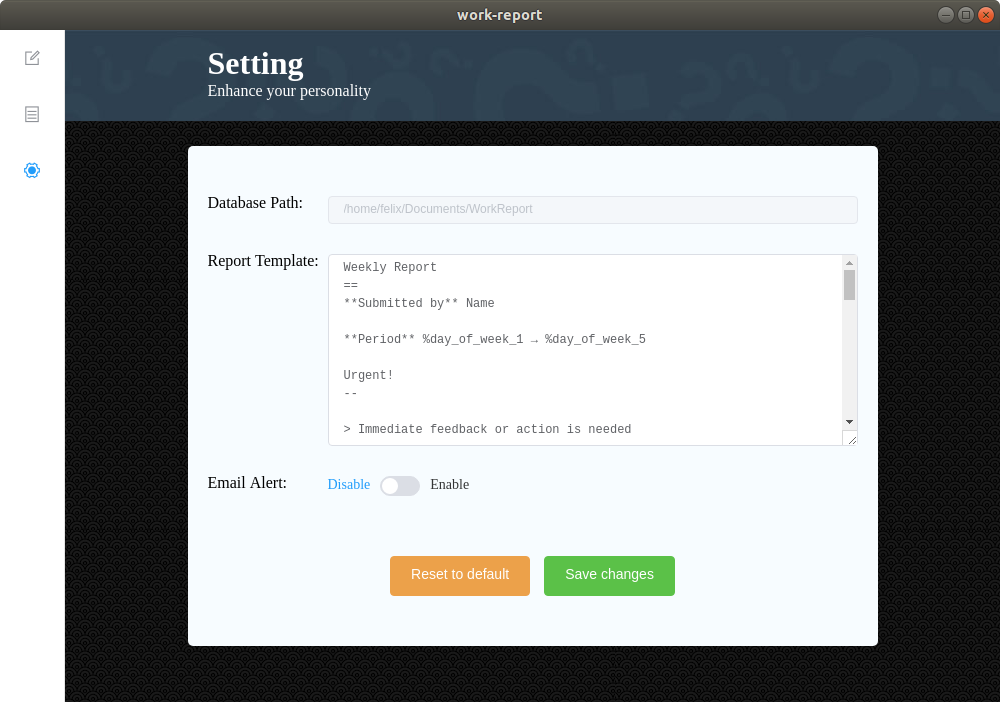 work-report
Setting
Enhance your personality
Database Path:
/home/felix/Documents/WorkReport
Report Template:
Weekly Report
==
**Submitted by** Name
**Period** %day_of_week_1 → %day_of_week_5
Urgent!
--
> Immediate feedback or action is needed
Email Alert:
Disable
Enable
Reset to default
Save changes